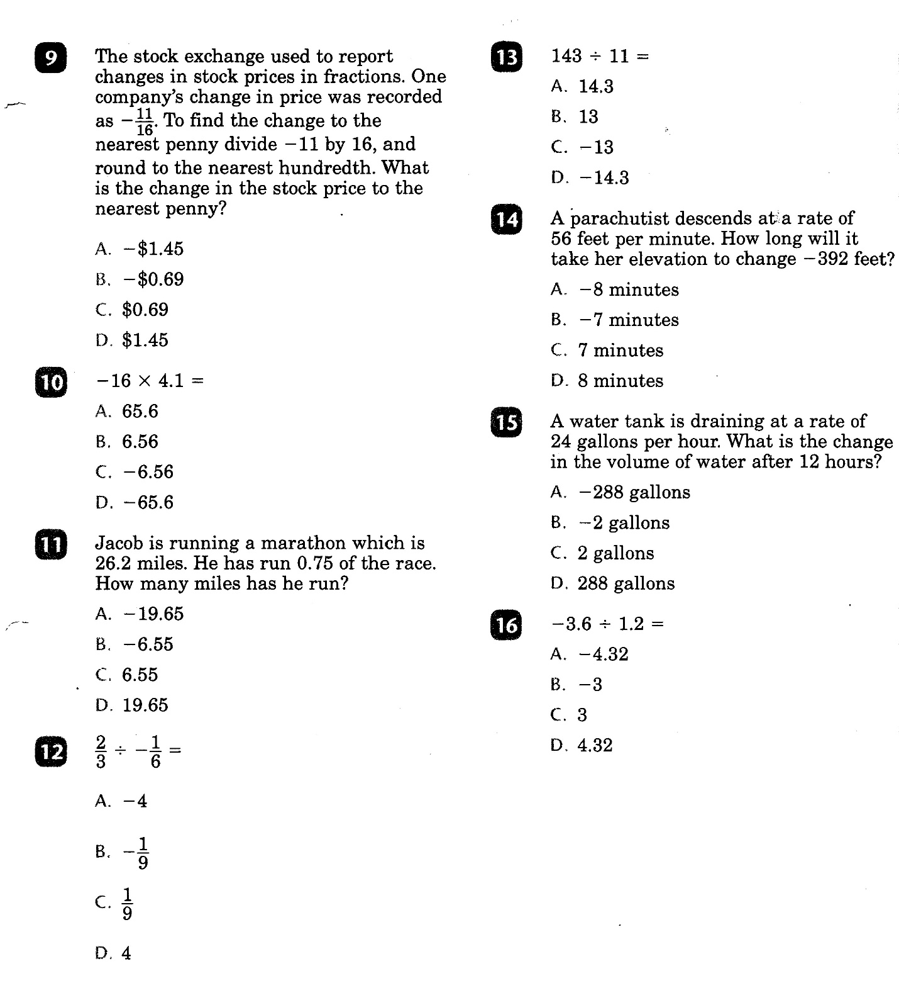 9
The stock exchange used to report
changes in stock prices in fractions. One
company's change in price was recorded
as −11/16. To find the change to the
nearest penny divide −11 by 16, and
round to the nearest hundredth. What
is the change in the stock price to the
nearest penny?
A. −$1.45
B. −$0.69
C. $0.69
D. $1.45
10
−16 × 4.1 =
A. 65.6
B. 6.56
C. −6.56
D. −65.6
11
Jacob is running a marathon which is
26.2 miles. He has run 0.75 of the race.
How many miles has he run?
A. −19.65
B. −6.55
C. 6.55
D. 19.65
12
2/3 ÷ −1/6 =
A. −4
B. −1/9
C. 1/9
D. 4
13
143 ÷ 11 =
A. 14.3
B. 13
C. −13
D. −14.3
14
A parachutist descends at a rate of
56 feet per minute. How long will it
take her elevation to change −392 feet?
A. −8 minutes
B. −7 minutes
C. 7 minutes
D. 8 minutes
15
A water tank is draining at a rate of
24 gallons per hour. What is the change
in the volume of water after 12 hours?
A. −288 gallons
B. −2 gallons
C. 2 gallons
D. 288 gallons
16
−3.6 ÷ 1.2 =
A. −4.32
B. −3
C. 3
D. 4.32